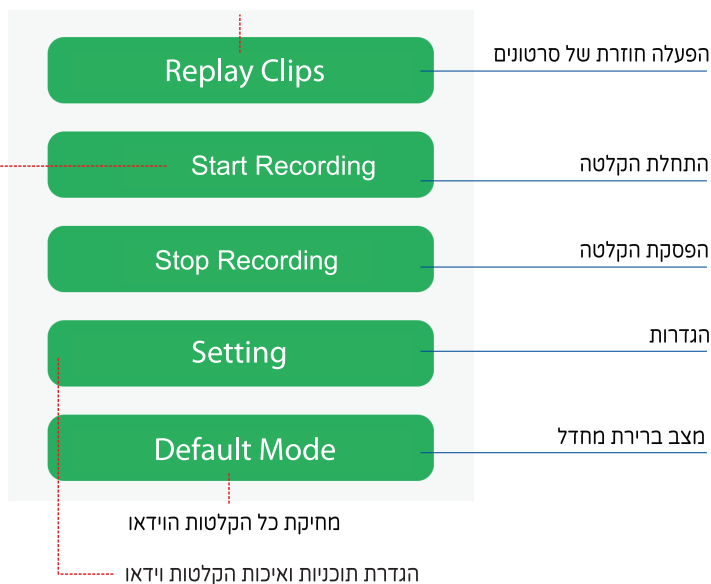 Replay Clips
הפעלה חוזרת של סרטונים
Start Recording
התחלת הקלטה
Stop Recording
הפסקת הקלטה
Setting
הגדרות
Default Mode
מצב ברירת מחדל
מחיקת כל הקלטות הוידאו
הגדרת תוכניות ואיכות הקלטות וידאו